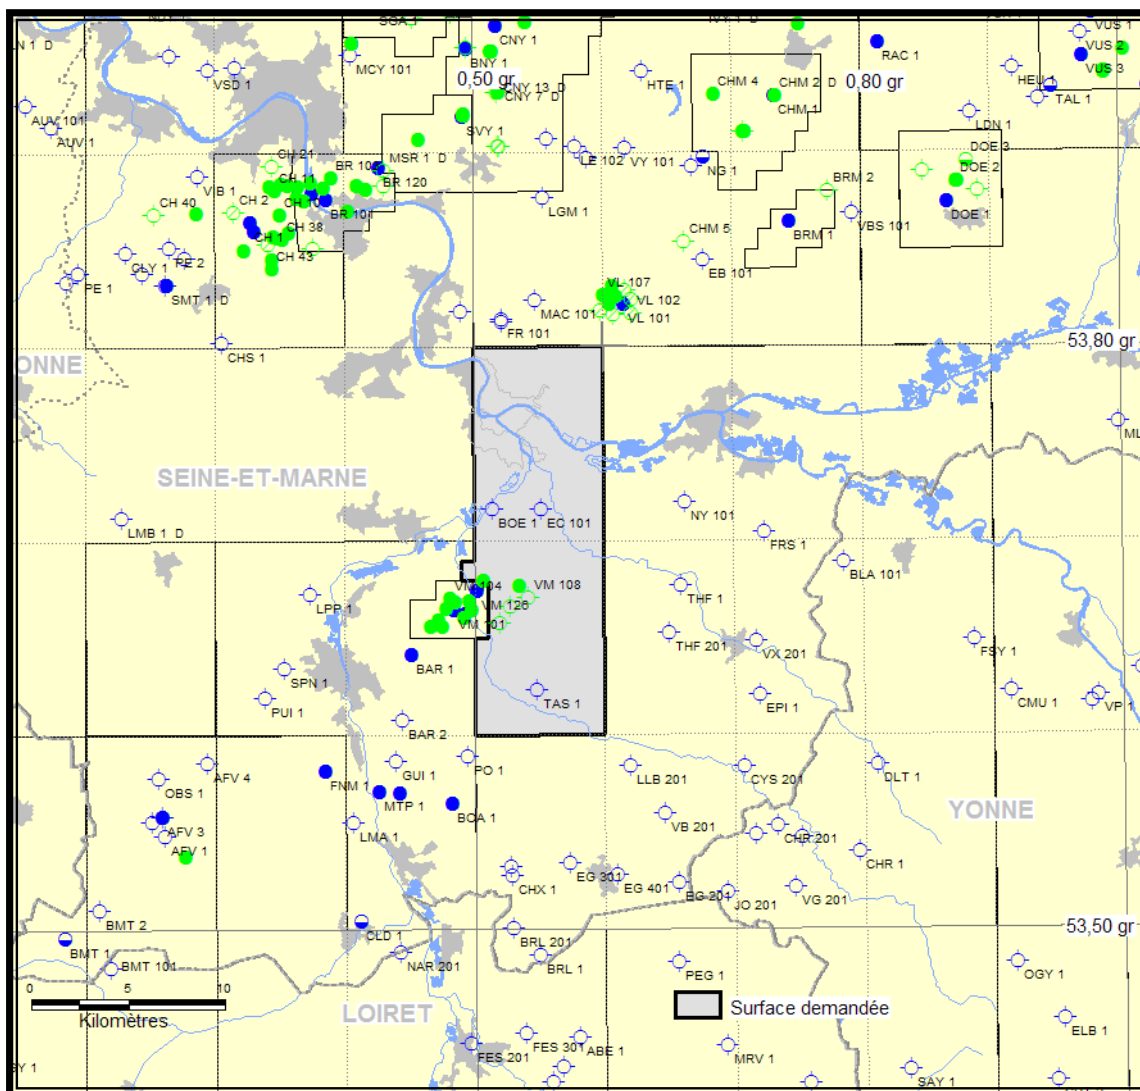 SGA 1
CNY 1
RAC 1
VUS 1
VUS 2
VUS 3
BNY 1
MCY 101
VSD 1
0,50 gr
CNY 13 D
CNY 7 D
HTE 1
CHM 4
CHM 2 D
CHM 1
0,80 gr
HEU 1
TAL 1
LDN 1
AUV 101
AUV 1
SVY 1
MSR 1 D
LE 102
VY 101
NG 1
DOE 3
DOE 2
DOE 1
CH 21
CH 11
BR 102
BR 120
VIB 1
CH 2
CH 10
BR 101
CH 40
CH 38
CH 1
CH 43
LGM 1
BRM 2
BRM 1
VBS 101
CHM 5
EB 101
CLY 1
PE 2
PE 1
SMT 1 D
VL 107
VL 102
VL 101
MAC 101
FR 101
CHS 1
53,80 gr
ONNE
SEINE-ET-MARNE
LMB 1 D
BOE 1
EC 101
NY 101
FRS 1
BLA 101
LPP 1
VM 104
VM 108
VM 126
VM 101
THF 1
THF 201
VX 201
FSY 1
BAR 1
SPN 1
PUI 1
TAS 1
EPI 1
CMU 1
VP 1
BAR 2
GUI 1
PO 1
LLB 201
CYS 201
DLT 1
AFV 4
OBS 1
FNM 1
MTP 1
BOA 1
AFV 3
AFV 1
LMA 1
VB 201
CHR 201
CHR 1
YONNE
CHX 1
EG 301
EG 401
EG 201
JO 201
VG 201
BMT 2
BMT 1
BMT 101
CLD 1
NAR 201
BRL 201
BRL 1
PEG 1
53,50 gr
OGY 1
0 5 10
Kilomètres
LOIRET
Surface demandée
FES 201
FES 301
ABE 1
MRV 1
ELB 1
SAY 1